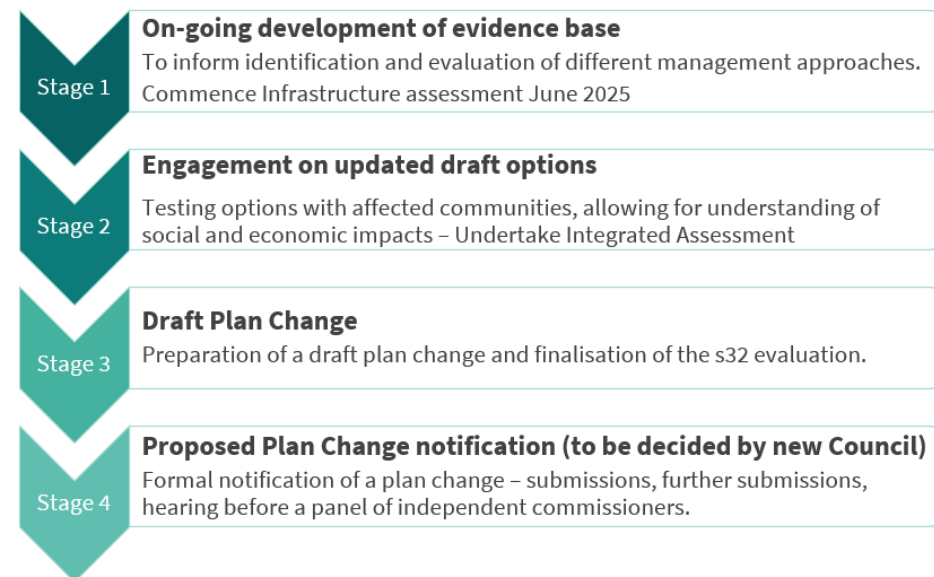 Stage 1
On-going development of evidence base
To inform identification and evaluation of different management approaches.
Commence Infrastructure assessment June 2025
Stage 2
Engagement on updated draft options
Testing options with affected communities, allowing for understanding of
social and economic impacts – Undertake Integrated Assessment
Stage 3
Draft Plan Change
Preparation of a draft plan change and finalisation of the s32 evaluation.
Stage 4
Proposed Plan Change notification (to be decided by new Council)
Formal notification of a plan change – submissions, further submissions,
hearing before a panel of independent commissioners.